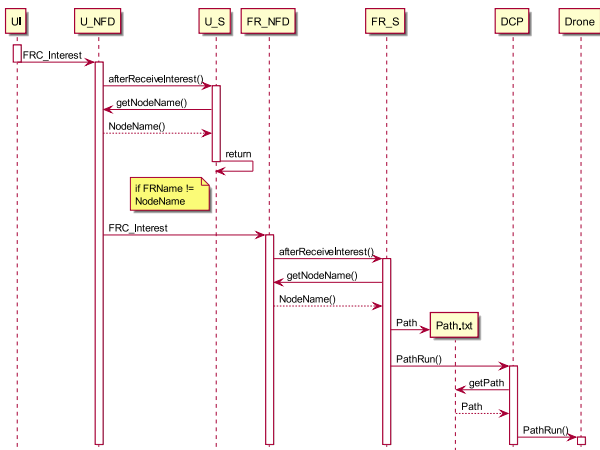 UI U_NFD U_S FR_NFD FR_S DCP Drone
FRC_Interest
afterReceiveInterest()
getNodeName()
NodeName()
return
if FRName !=
NodeName
FRC_Interest
afterReceiveInterest()
getNodeName()
NodeName()
Path
Path.txt
PathRun()
getPath
Path
PathRun()